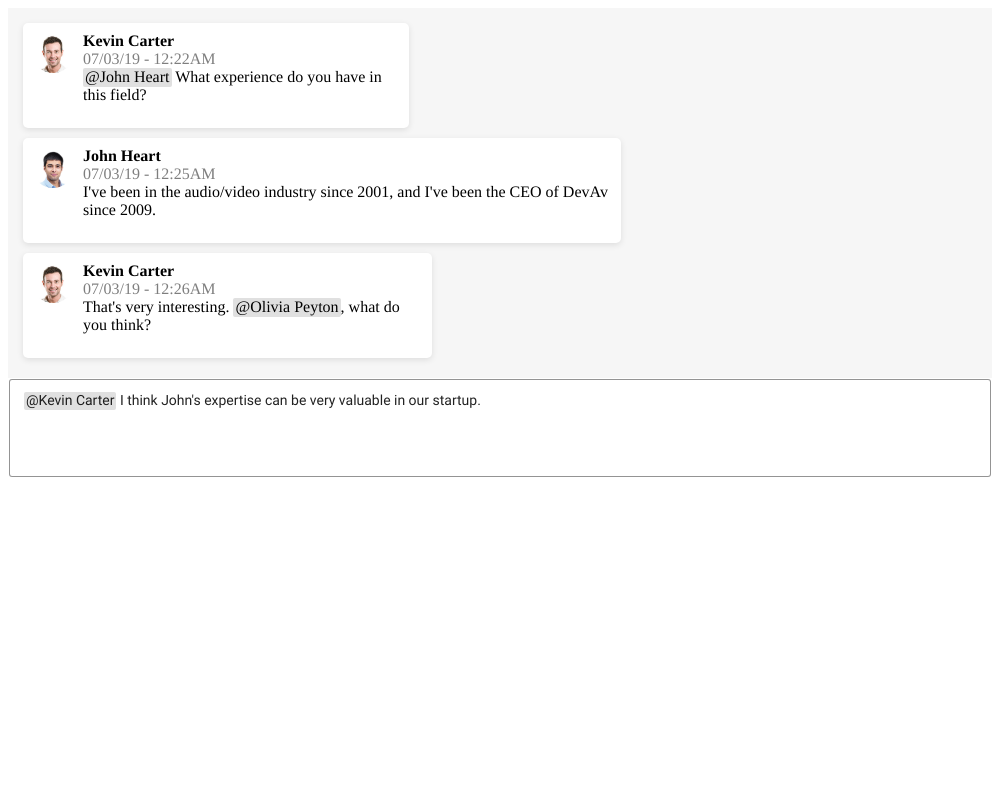 Kevin Carter
07/03/19 - 12:22AM
@John Heart What experience do you have in
this field?
John Heart
07/03/19 - 12:25AM
I've been in the audio/video industry since 2001, and I've been the CEO of DevAv
since 2009.
Kevin Carter
07/03/19 - 12:26AM
That's very interesting. @Olivia Peyton, what do
you think?
@Kevin Carter I think John's expertise can be very valuable in our startup.